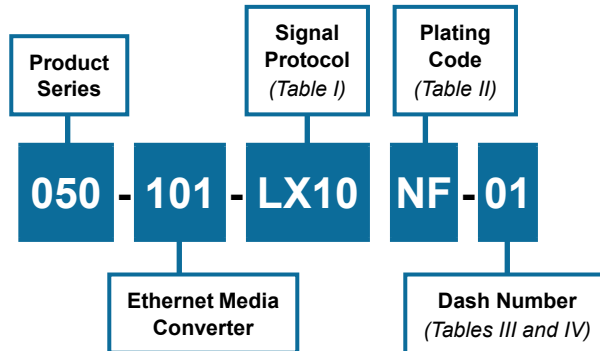 Product
Series
Signal
Protocol
(Table I)
Plating
Code
(Table II)
050 - 101 - LX10 NF - 01
Ethernet Media
Converter
Dash Number
(Tables III and IV)